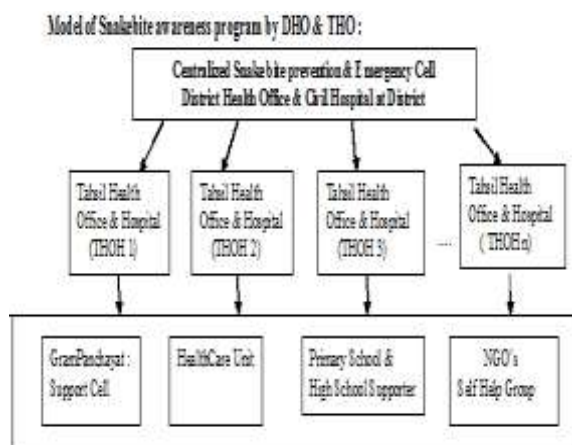 Model of Snakebite awareness program by DHO & THO :
Centralized Snakebite prevention & Emergency Cell
District Health Office & Civil Hospital at District
Tahsil Health
Office & Hospital
(THOH 1)
Tahsil Health
Office & Hospital
(THOH 2)
Tahsil Health
Office & Hospital
(THOH 3)
....
Tahsil Health
Office & Hospital
( THOH n)
GramPanchayat :
Support Cell
HealthCare Unit
Primary School &
High School Supporter
NGO's
Self Help Group